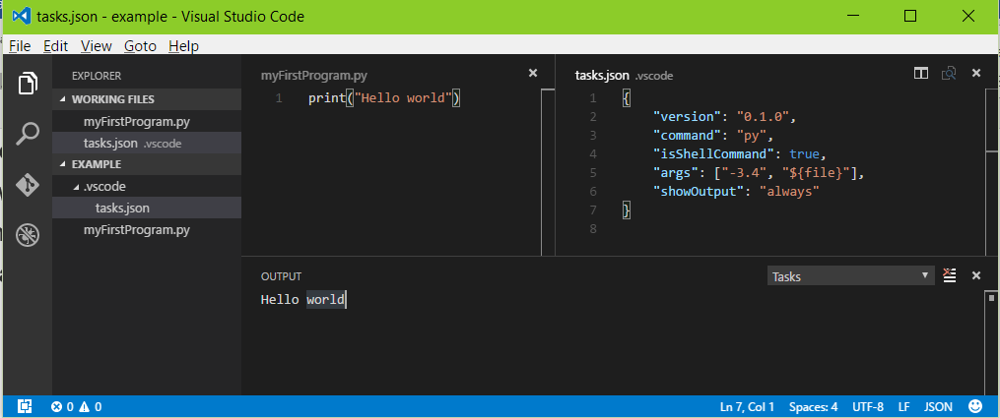 tasks.json - example - Visual Studio Code
File Edit View Goto Help
EXPLORER
WORKING FILES
myFirstProgram.py
tasks.json .vscode
EXAMPLE
.vscode
tasks.json
myFirstProgram.py
myFirstProgram.py
1 print("Hello world")
tasks.json .vscode
1 {
2 "version": "0.1.0",
3 "command": "py",
4 "isShellCommand": true,
5 "args": ["-3.4", "${file}"],
6 "showOutput": "always"
7 }
8
OUTPUT
Tasks
Hello world
0 0
Ln 7, Col 1 Spaces: 4 UTF-8 LF JSON